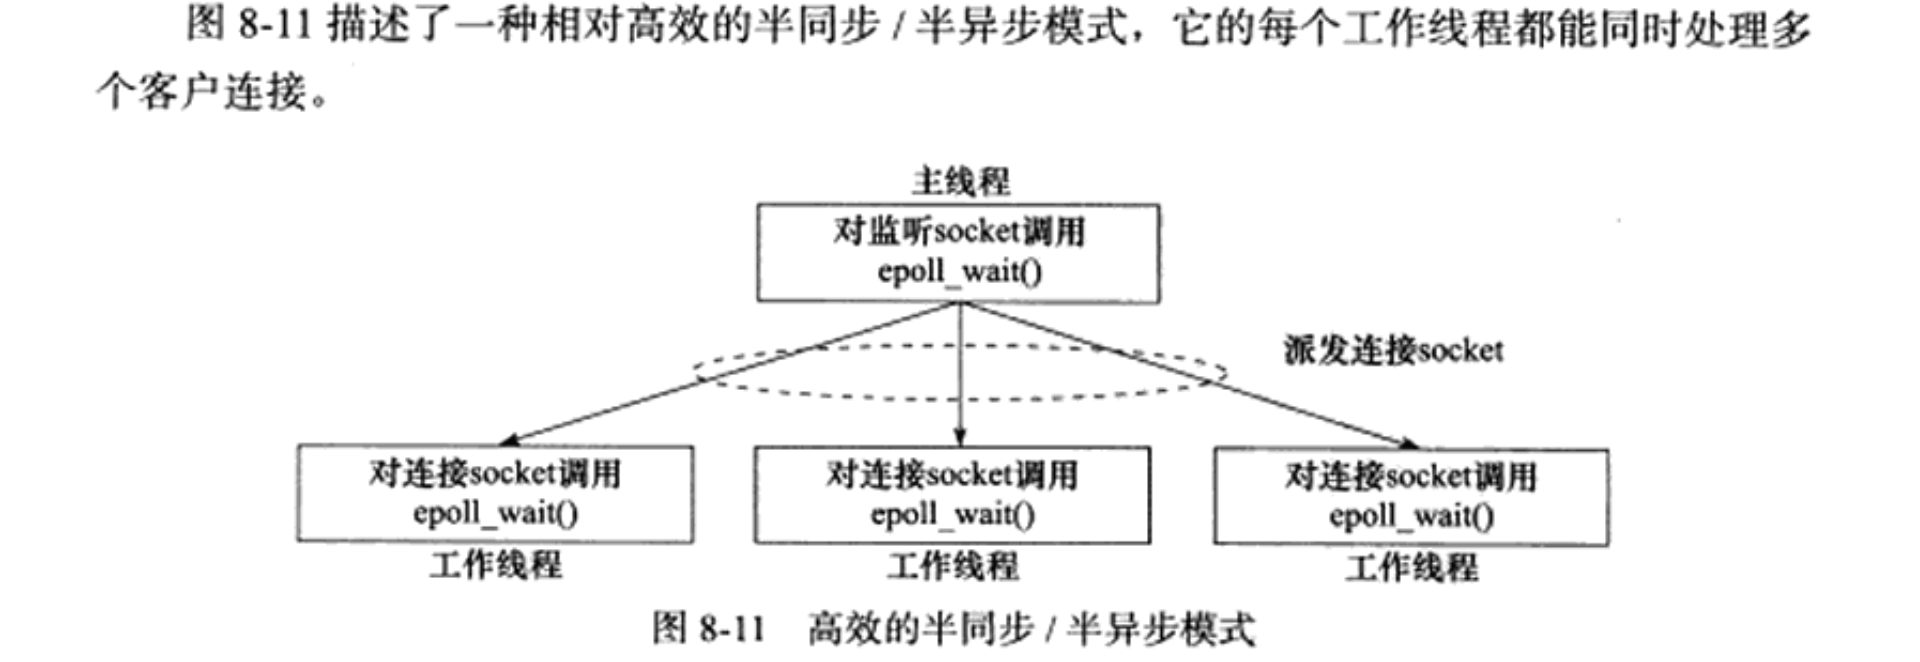 图 8-11 描述了一种相对高效的半同步 / 半异步模式，它的每个工作线程都能同时处理多
个客户连接。
主线程
对监听socket调用
epoll_wait()
派发连接socket
对连接socket调用
epoll_wait()
工作线程
对连接socket调用
epoll_wait()
工作线程
对连接socket调用
epoll_wait()
工作线程
图 8-11 高效的半同步 / 半异步模式